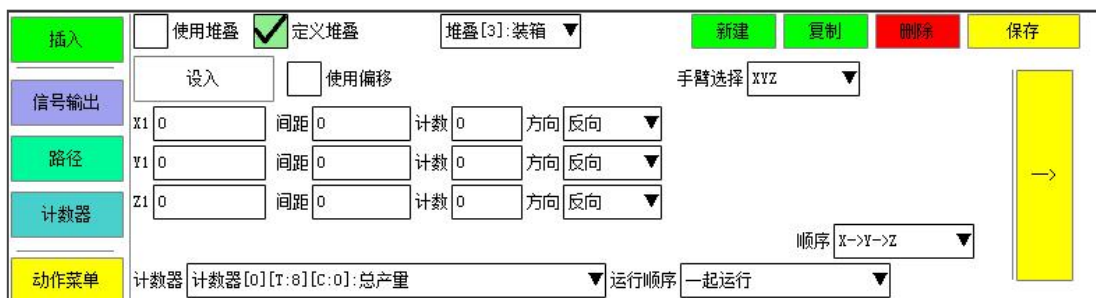 插入 使用堆叠 定义堆叠 堆叠[3]:装箱 新建 复制 删除 保存
设入 使用偏移 手臂选择 XYZ
信号输出
X1 0 间距 0 计数 0 方向 反向
路径 Y1 0 间距 0 计数 0 方向 反向
-->
计数器 Z1 0 间距 0 计数 0 方向 反向
顺序 X->Y->Z
动作菜单 计数器 计数器[0][T:8][C:0]:总产量 运行顺序 一起运行